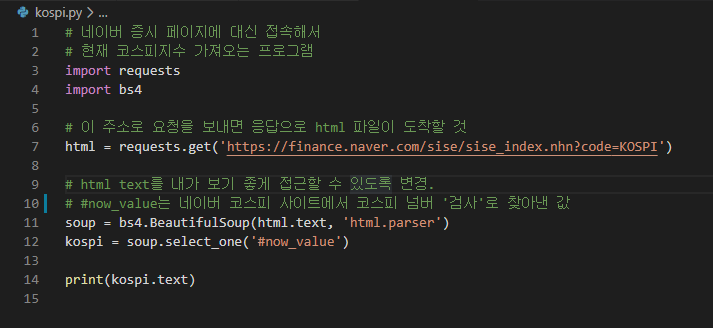 kospi.py > ...
1 # 네이버 증시 페이지에 대신 접속해서
2 # 현재 코스피지수 가져오는 프로그램
3 import requests
4 import bs4
5
6 # 이 주소로 요청을 보내면 응답으로 html 파일이 도착할 것
7 html = requests.get('https://finance.naver.com/sise/sise_index.nhn?code=KOSPI')
8
9 # html text를 내가 보기 좋게 접근할 수 있도록 변경.
10 # #now_value는 네이버 코스피 사이트에서 코스피 넘버 '검사'로 찾아낸 값
11 soup = bs4.BeautifulSoup(html.text, 'html.parser')
12 kospi = soup.select_one('#now_value')
13
14 print(kospi.text)
15